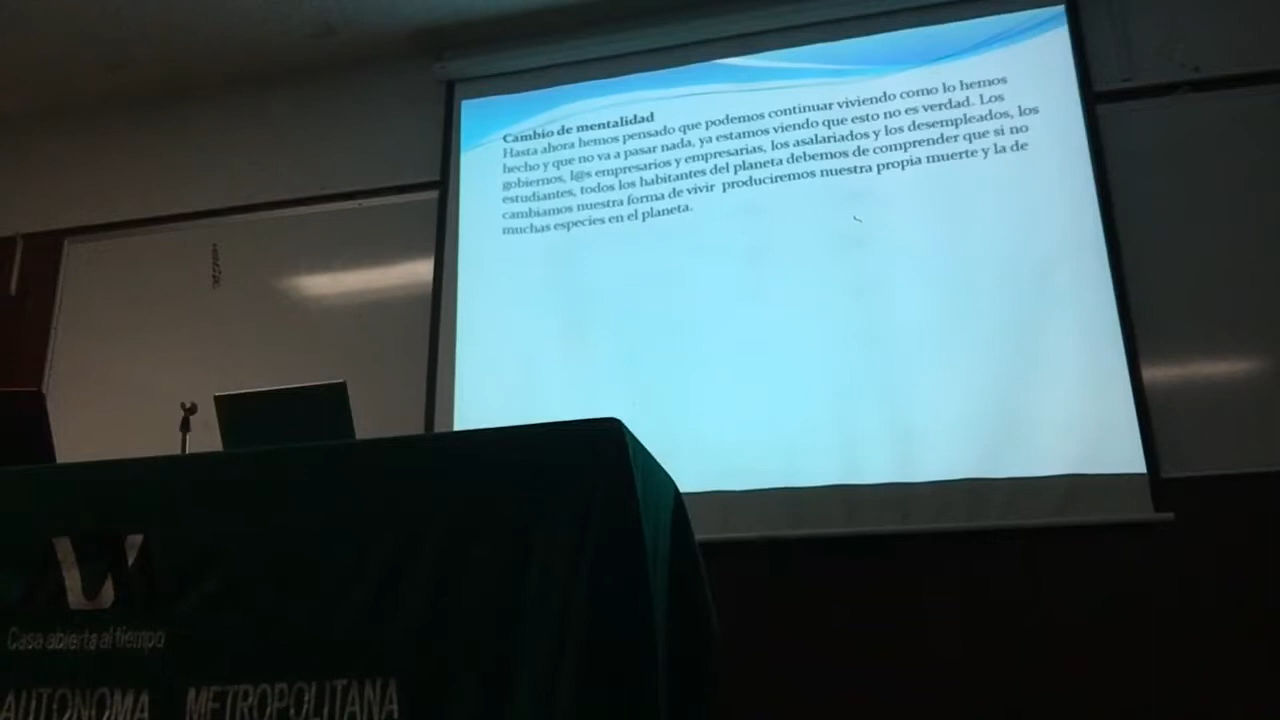 Cambio de mentalidad
Hasta ahora hemos pensado que podemos continuar viviendo como lo hemos
hecho y que no va a pasar nada, ya estamos viendo que esto no es verdad. Los
gobiernos, l@s empresarios y empresarias, los asalariados y los desempleados, los
estudiantes, todos los habitantes del planeta debemos de comprender que si no
cambiamos nuestra forma de vivir produciremos nuestra propia muerte y la de
muchas especies en el planeta.
Casa abierta al tiempo
AUTONOMA METROPOLITANA